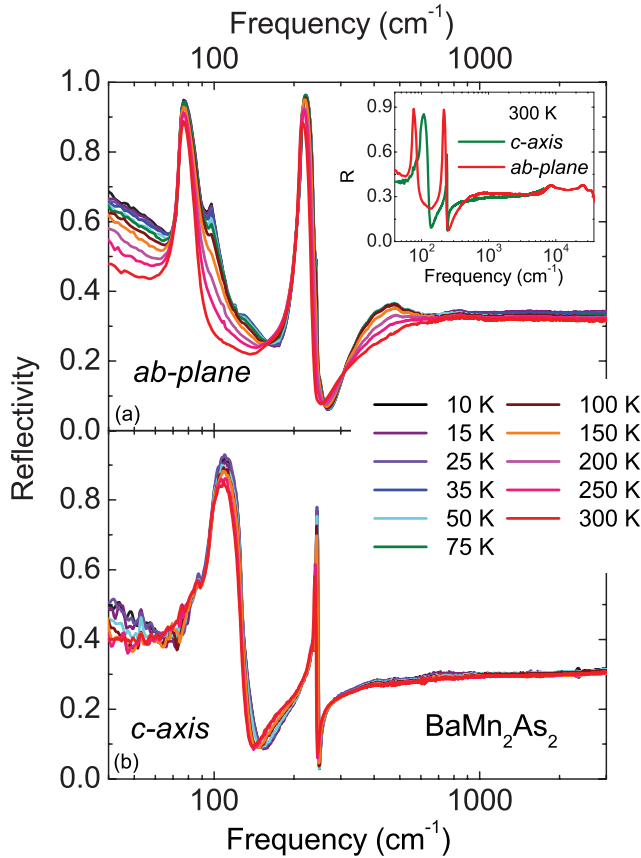 Frequency (cm⁻¹)
100 1000
1.0
0.8
0.6
0.4
0.2
0.0
0.9
0.6
0.3
0.0
R
300 K
c-axis
ab-plane
10² 10³ 10⁴
Frequency (cm⁻¹)
ab-plane
(a)
Reflectivity
10 K 100 K
15 K 150 K
25 K 200 K
35 K 250 K
50 K 300 K
75 K
0.8
0.6
0.4
0.2
0.0
c-axis
(b)
BaMn₂As₂
100 1000
Frequency (cm⁻¹)